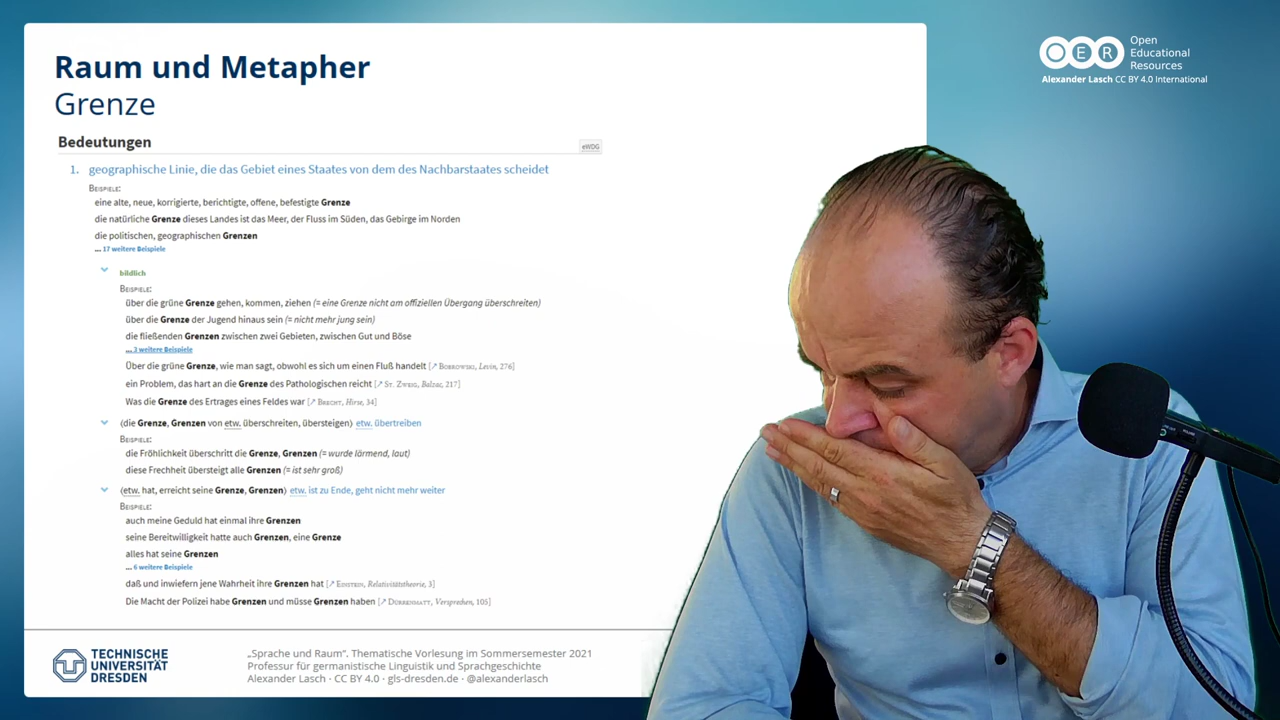 Raum und Metapher
Grenze
OER
Open
Educational
Resources
Alexander Lasch CC BY 4.0 International
Bedeutungen
eWDG
1. geographische Linie, die das Gebiet eines Staates von dem des Nachbarstaates scheidet
BEISPIELE:
eine alte, neue, korrigierte, berichtigte, offene, befestigte Grenze
die natürliche Grenze dieses Landes ist das Meer, der Fluss im Süden, das Gebirge im Norden
die politischen, geographischen Grenzen
... 17 weitere Beispiele
bildlich
BEISPIELE:
über die grüne Grenze gehen, kommen, ziehen (= eine Grenze nicht am offiziellen Übergang überschreiten)
über die Grenze der Jugend hinaus sein (= nicht mehr jung sein)
die fließenden Grenzen zwischen zwei Gebieten, zwischen Gut und Böse
... 3 weitere Beispiele
Über die grüne Grenze, wie man sagt, obwohl es sich um einen Fluß handelt [↗ BOBROWSKI, Levin, 276]
ein Problem, das hart an die Grenze des Pathologischen reicht [↗ ST. ZWEIG, Balzac, 217]
Was die Grenze des Ertrages eines Feldes war [↗ BRECHT, Hirse, 34]
(die Grenze, Grenzen von etw. überschreiten, übersteigen) etw. übertreiben
BEISPIELE:
die Fröhlichkeit überschritt die Grenze, Grenzen (= wurde lärmend, laut)
diese Frechheit übersteigt alle Grenzen (= ist sehr groß)
(etw. hat, erreicht seine Grenze, Grenzen) etw. ist zu Ende, geht nicht mehr weiter
BEISPIELE:
auch meine Geduld hat einmal ihre Grenzen
seine Bereitwilligkeit hatte auch Grenzen, eine Grenze
alles hat seine Grenzen
... 6 weitere Beispiele
daß und inwiefern jene Wahrheit ihre Grenzen hat [↗ EINSTEIN, Relativitätstheorie, 3]
Die Macht der Polizei habe Grenzen und müsse Grenzen haben [↗ DÜRRENMATT, Versprechen, 105]
TECHNISCHE
UNIVERSITÄT
DRESDEN
„Sprache und Raum“. Thematische Vorlesung im Sommersemester 2021
Professur für germanistische Linguistik und Sprachgeschichte
Alexander Lasch · CC BY 4.0 · gls-dresden.de · @alexanderlasch